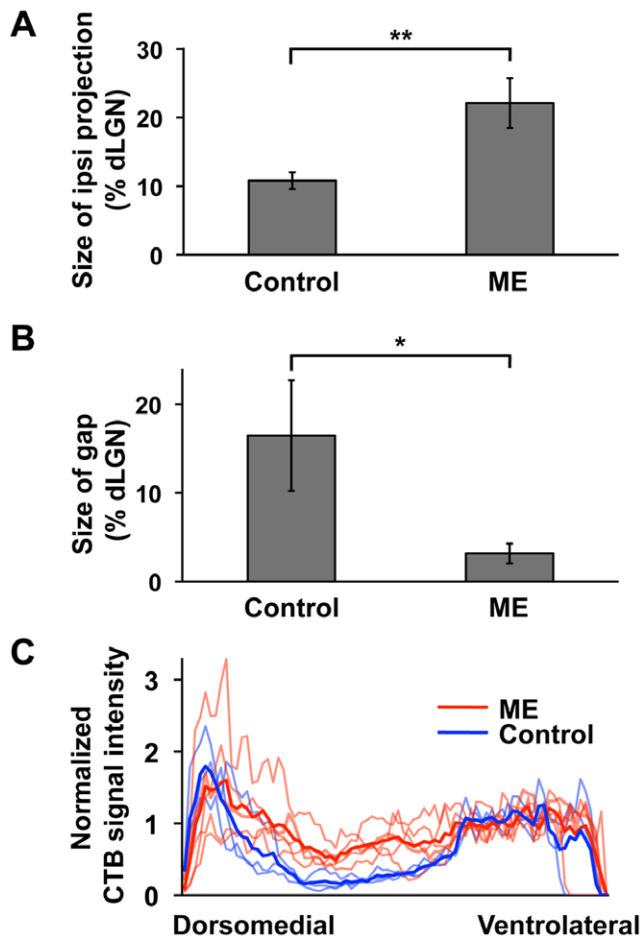 A
Size of ipsi projection
(% dLGN)
30
20
10
0
**
Control
ME
B
Size of gap
(% dLGN)
20
10
0
*
Control
ME
C
Normalized
CTB signal intensity
3
2
1
0
ME
Control
Dorsomedial
Ventrolateral